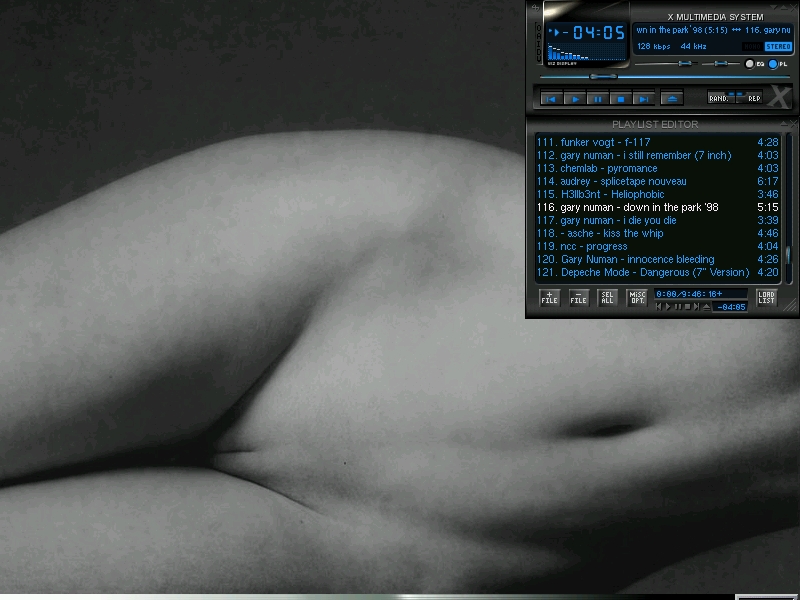 X MULTIMEDIA SYSTEM
-04:05
wn in the park '98 (5:15) *** 116. gary nu
128 kbps 44 kHz
STEREO
VIZ DISPLAY
EQ
PL
RAND.
REP
X
PLAYLIST EDITOR
111. funker vogt - f-117 4:28
112. gary numan - i still remember (7 inch) 4:03
113. chemlab - pyromance 4:03
114. audrey - splicetape nouveau 6:17
115. H3llb3nt - Heliophobic 3:46
116. gary numan - down in the park '98 5:15
117. gary numan - i die you die 3:39
118. - asche - kiss the whip 4:46
119. ncc - progress 4:04
120. Gary Numan - innocence bleeding 4:26
121. Depeche Mode - Dangerous (7" Version) 4:20
+ FILE
- FILE
SEL ALL
MISC OPT.
0:00/9:46:16+
-04:05
LOAD LIST